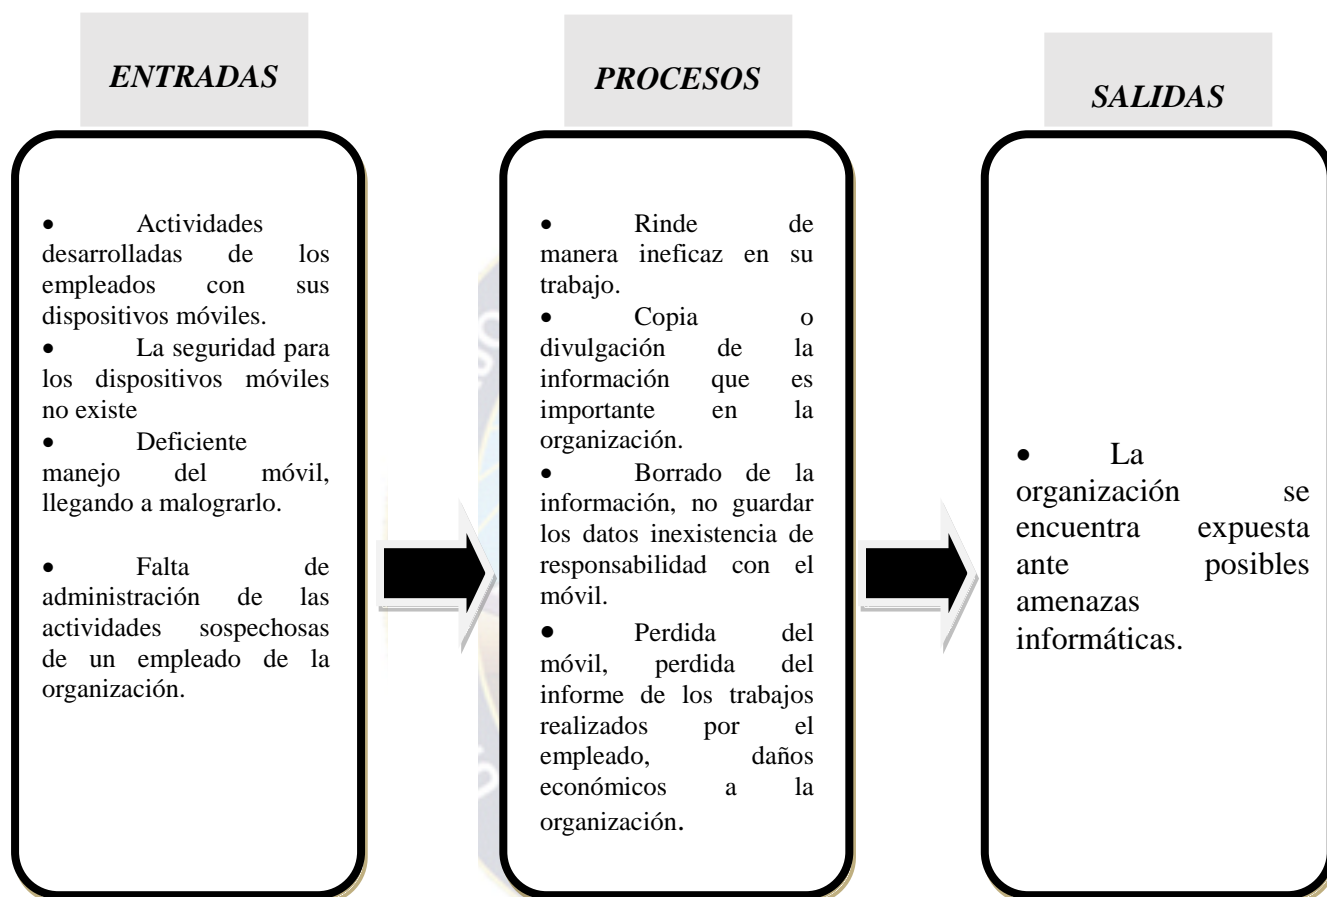 ENTRADAS
PROCESOS
SALIDAS
• Actividades
desarrolladas de los
empleados con sus
dispositivos móviles.
• La seguridad para
los dispositivos móviles
no existe
• Deficiente
manejo del móvil,
llegando a malograrlo.
• Falta de
administración de las
actividades sospechosas
de un empleado de la
organización.
• Rinde de
manera ineficaz en su
trabajo.
• Copia o
divulgación de la
información que es
importante en la
organización.
• Borrado de la
información, no guardar
los datos inexistencia de
responsabilidad con el
móvil.
• Perdida del
móvil, perdida del
informe de los trabajos
realizados por el
empleado, daños
económicos a la
organización.
• La
organización se
encuentra expuesta
ante posibles
amenazas
informáticas.